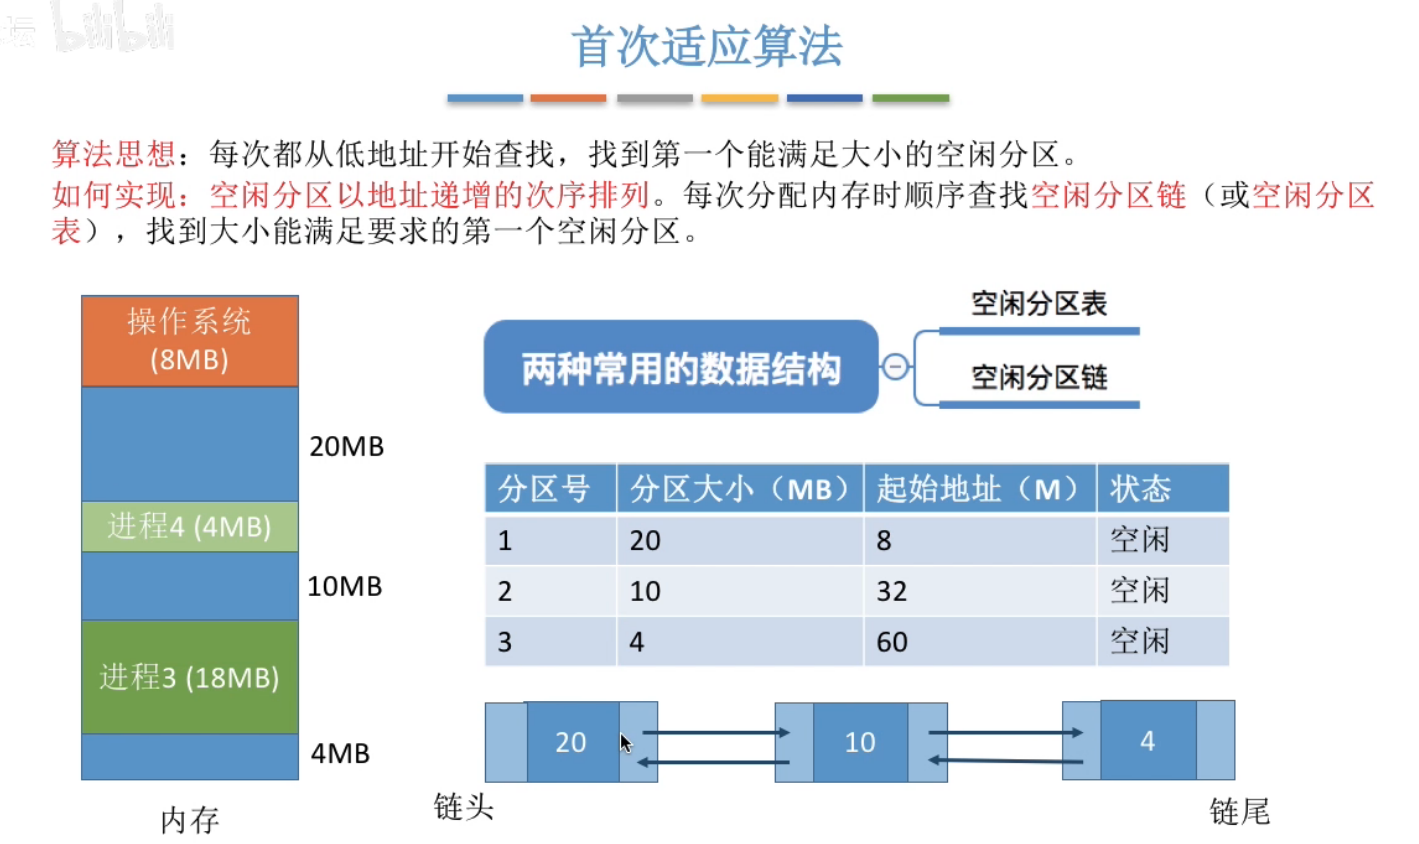 坛 bilibili
首次适应算法
算法思想：每次都从低地址开始查找，找到第一个能满足大小的空闲分区。
如何实现：空闲分区以地址递增的次序排列。每次分配内存时顺序查找空闲分区链（或空闲分区
表），找到大小能满足要求的第一个空闲分区。
操作系统
(8MB)
20MB
进程4 (4MB)
10MB
进程3 (18MB)
4MB
内存
两种常用的数据结构
空闲分区表
空闲分区链
分区号 分区大小（MB） 起始地址（M） 状态
1 20 8 空闲
2 10 32 空闲
3 4 60 空闲
20 10 4
链头 链尾